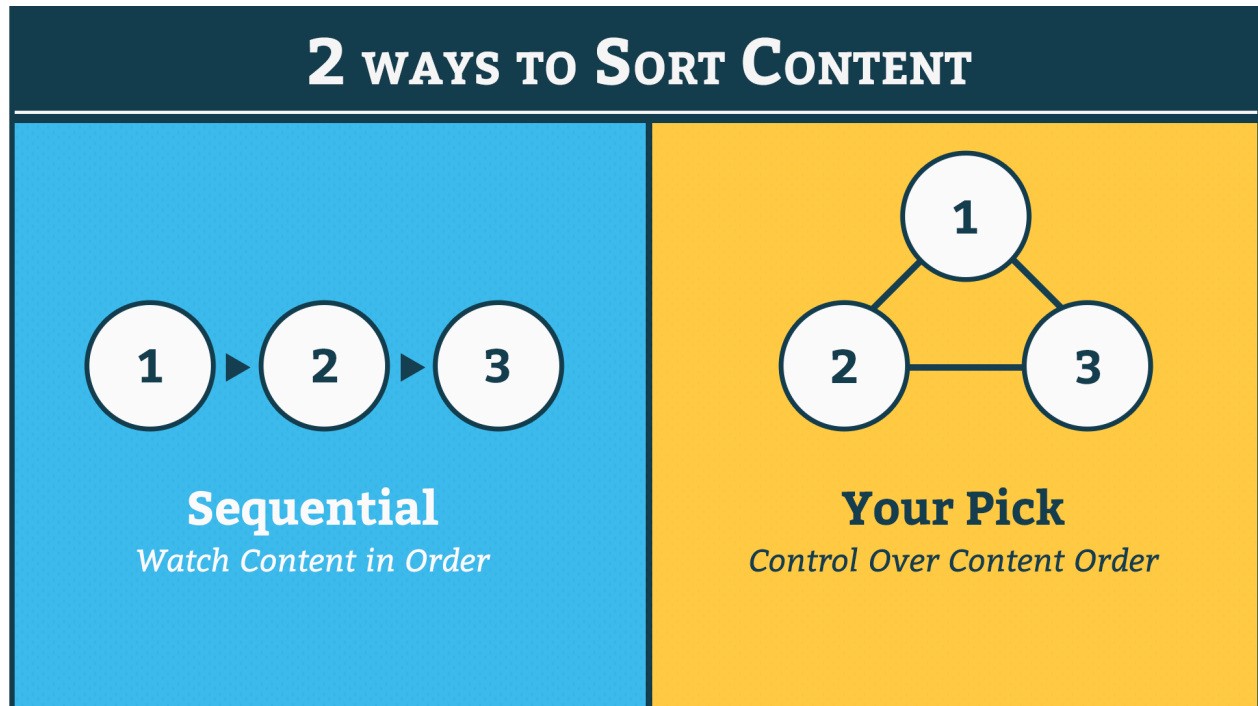 2 WAYS TO SORT CONTENT
1
2
3
Sequential
Watch Content in Order
1
2
3
Your Pick
Control Over Content Order